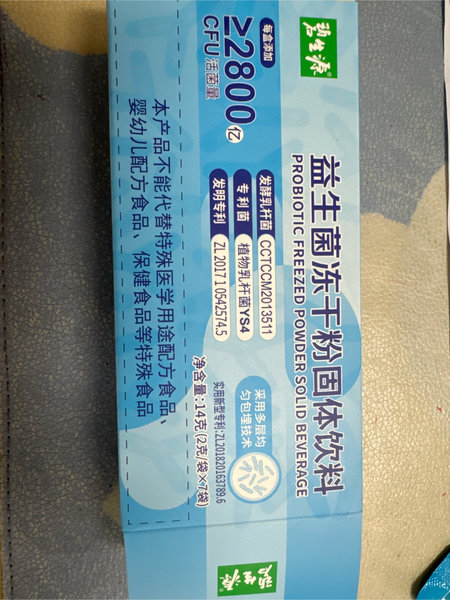 碧生源®
益生菌冻干粉固体饮料
PROBIOTIC FREEZED POWDER SOLID BEVERAGE
每盒添加
≥2800亿
CFU活菌量
发酵乳杆菌 CCTCCM2013511
专利菌 植物乳杆菌YS4
发明专利 ZL 2017 1 0542574.5
采用多层均
匀包埋技术
实用新型专利:ZL201820163789.6
净含量:14克(2克/袋×7袋)
本产品不能代替特殊医学用途配方食品、
婴幼儿配方食品、保健食品等特殊食品
碧生源®